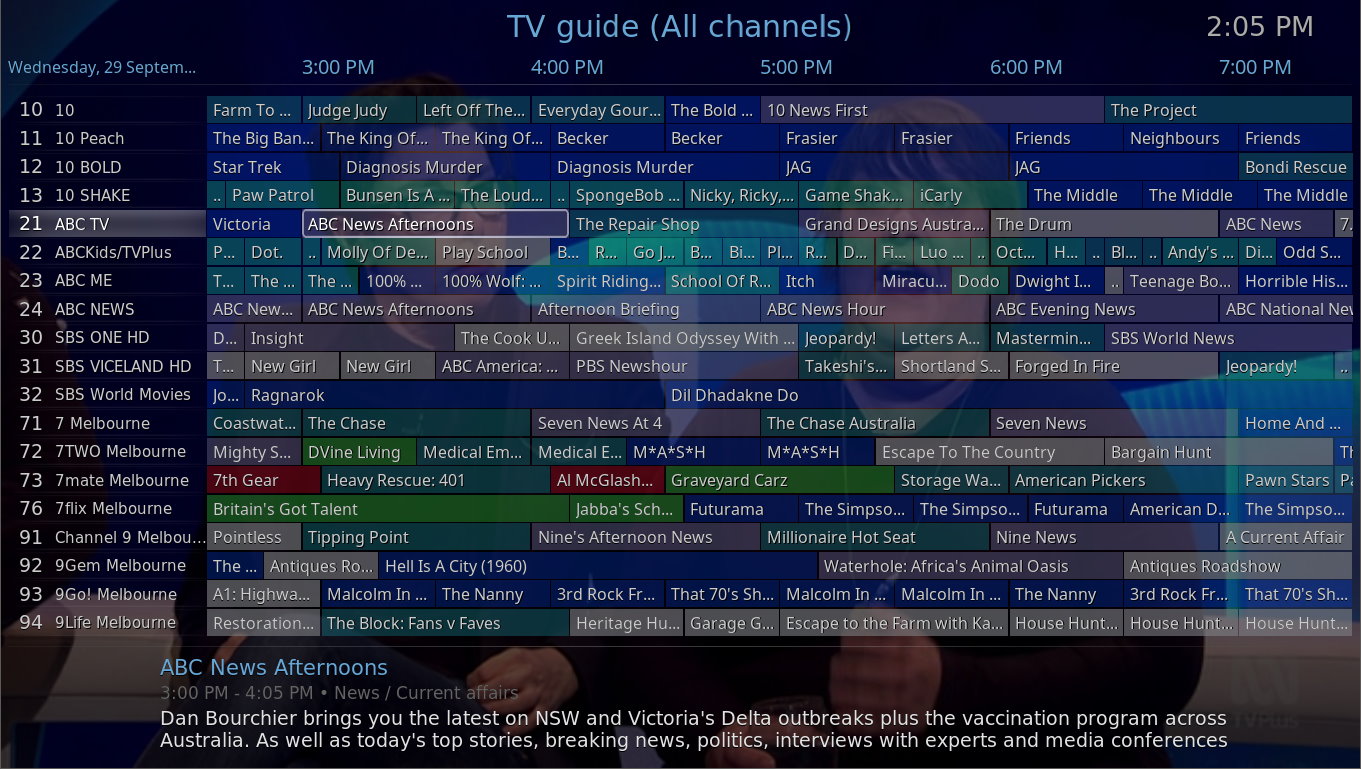 TV guide (All channels)
2:05 PM
Wednesday, 29 Septem... 3:00 PM 4:00 PM 5:00 PM 6:00 PM 7:00 PM
10 10 Farm To ... Judge Judy Left Off The... Everyday Gour... The Bold ... 10 News First The Project
11 10 Peach The Big Ban... The King Of... The King Of... Becker Becker Frasier Frasier Friends Neighbours Friends
12 10 BOLD Star Trek Diagnosis Murder Diagnosis Murder JAG JAG Bondi Rescue
13 10 SHAKE .. Paw Patrol Bunsen Is A ... The Loud... .. SpongeBob ... Nicky, Ricky,... Game Shak... iCarly The Middle The Middle The Middle
21 ABC TV Victoria ABC News Afternoons The Repair Shop Grand Designs Austra... The Drum ABC News 7.
22 ABCKids/TVPlus P... Dot. .. Molly Of De... Play School B... R... Go J... B... Bi... Pl... R... D... Fi... Luo ... .. Oct... H... .. Bl... .. Andy's ... Di... Odd S...
23 ABC ME T... The ... The ... 100% ... 100% Wolf: ... Spirit Riding... School Of R... Itch Miracu... Dodo Dwight I... .. Teenage Bo... Horrible His...
24 ABC NEWS ABC New... ABC News Afternoons Afternoon Briefing ABC News Hour ABC Evening News ABC National New
30 SBS ONE HD D... Insight The Cook U... Greek Island Odyssey With ... Jeopardy! Letters A... Mastermin... SBS World News
31 SBS VICELAND HD T... New Girl New Girl ABC America: ... PBS Newshour Takeshi's... Shortland S... Forged In Fire Jeopardy! ..
32 SBS World Movies Jo... Ragnarok Dil Dhadakne Do
71 7 Melbourne Coastwat... The Chase Seven News At 4 The Chase Australia Seven News Home And ...
72 7TWO Melbourne Mighty S... DVine Living Medical Em... Medical E... M*A*S*H M*A*S*H Escape To The Country Bargain Hunt Th
73 7mate Melbourne 7th Gear Heavy Rescue: 401 Al McGlash... Graveyard Carz Storage Wa... American Pickers Pawn Stars Pa
76 7flix Melbourne Britain's Got Talent Jabba's Sch... Futurama The Simpso... The Simpso... Futurama American D... The Simpso...
91 Channel 9 Melbou... Pointless Tipping Point Nine's Afternoon News Millionaire Hot Seat Nine News A Current Affair
92 9Gem Melbourne The ... Antiques Ro... Hell Is A City (1960) Waterhole: Africa's Animal Oasis Antiques Roadshow
93 9Go! Melbourne A1: Highwa... Malcolm In ... The Nanny 3rd Rock Fr... That 70's Sh... Malcolm In ... Malcolm In ... The Nanny 3rd Rock Fr... That 70's Sh...
94 9Life Melbourne Restoration... The Block: Fans v Faves Heritage Hu... Garage G... Escape to the Farm with Ka... House Hunt... House Hunt... House Hunt...
ABC News Afternoons
3:00 PM - 4:05 PM • News / Current affairs
Dan Bourchier brings you the latest on NSW and Victoria's Delta outbreaks plus the vaccination program across
Australia. As well as today's top stories, breaking news, politics, interviews with experts and media conferences
TVPlus